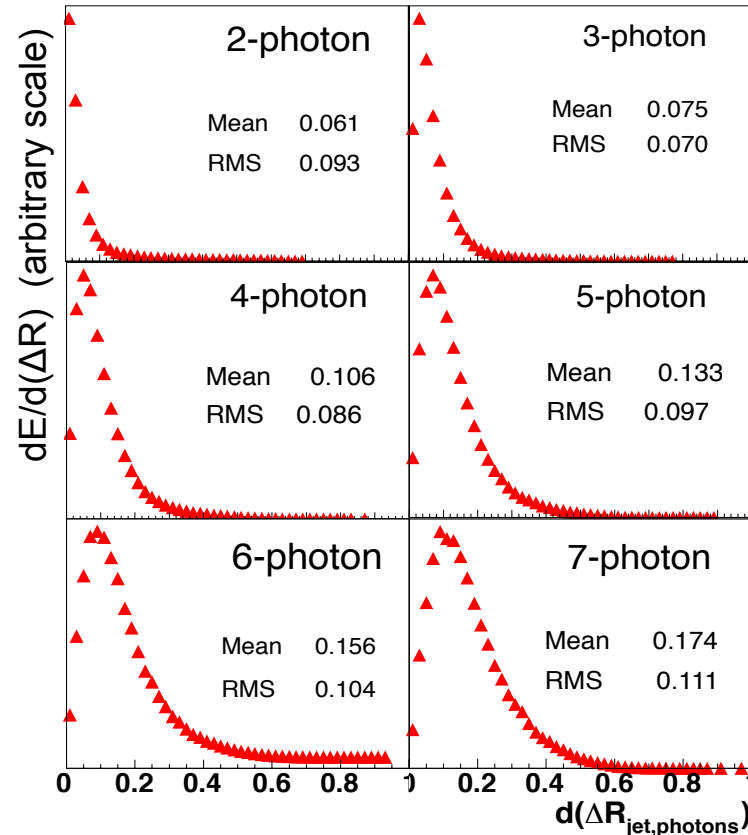 dE/d(ΔR) (arbitrary scale)
2-photon
Mean 0.061
RMS 0.093
3-photon
Mean 0.075
RMS 0.070
4-photon
Mean 0.106
RMS 0.086
5-photon
Mean 0.133
RMS 0.097
6-photon
Mean 0.156
RMS 0.104
7-photon
Mean 0.174
RMS 0.111
0 0.2 0.4 0.6 0.8
0.2 0.4 0.6 0.8
d(ΔR jet,photons)